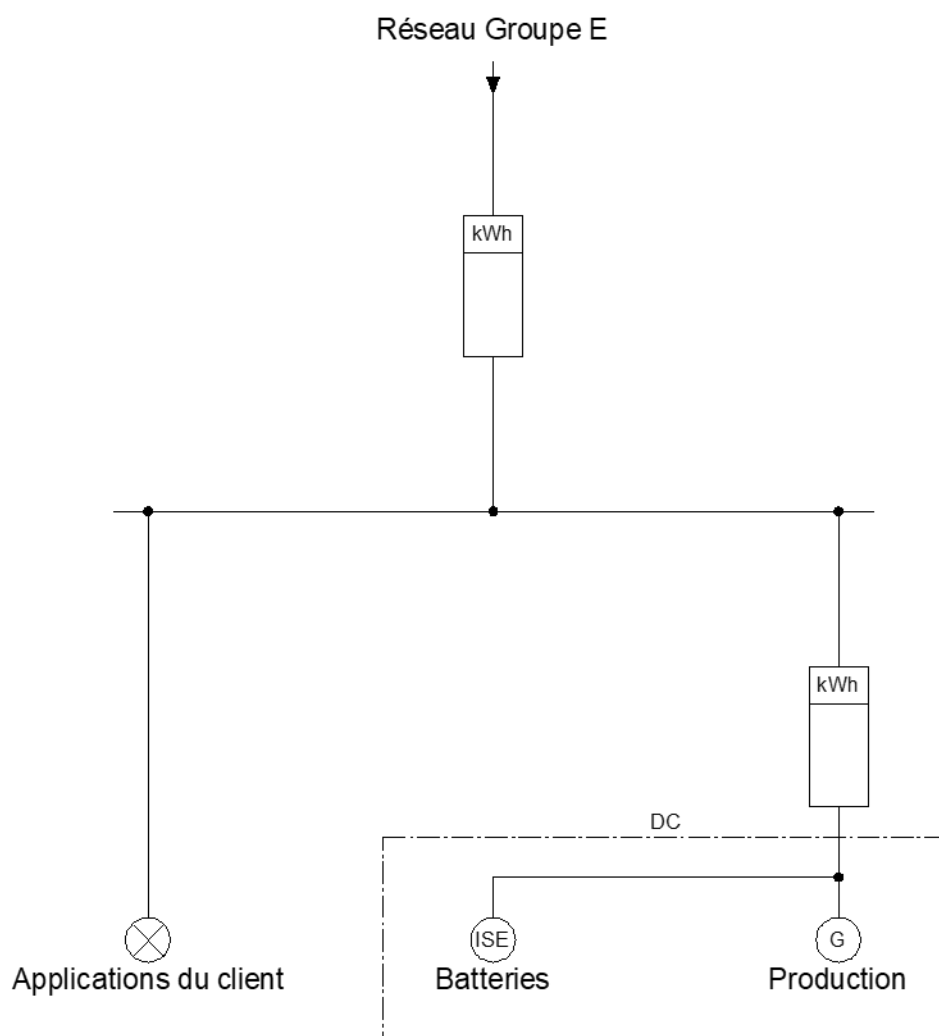 Réseau Groupe E
kWh
kWh
DC
ISE
G
Applications du client
Batteries
Production